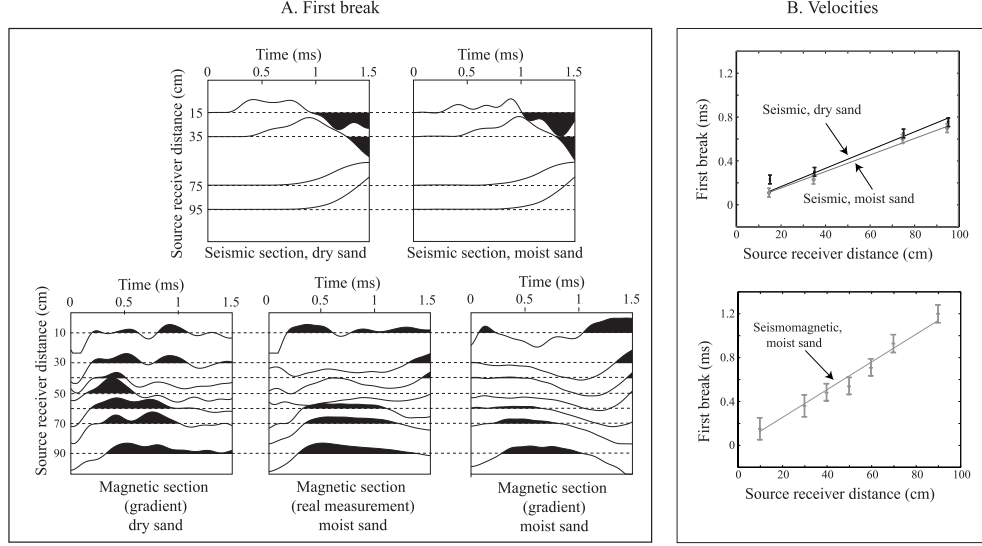 A. First break
B. Velocities
Time (ms)
Time (ms)
0 0.5 1 1.5
0 0.5 1 1.5
Source receiver distance (cm)
15
35
75
95
Seismic section, dry sand
Seismic section, moist sand
Time (ms)
Time (ms)
Time (ms)
0 0.5 1 1.5
0 0.5 1 1.5
0 0.5 1 1.5
Source receiver distance (cm)
10
30
50
70
90
Magnetic section
(gradient)
dry sand
Magnetic section
(real measurement)
moist sand
Magnetic section
(gradient)
moist sand
First break (ms)
1.2
0.8
0.4
0
Seismic, dry sand
Seismic, moist sand
0 20 40 60 80 100
Source receiver distance (cm)
First break (ms)
1.2
0.8
0.4
0
Seismomagnetic,
moist sand
0 20 40 60 80 100
Source receiver distance (cm)